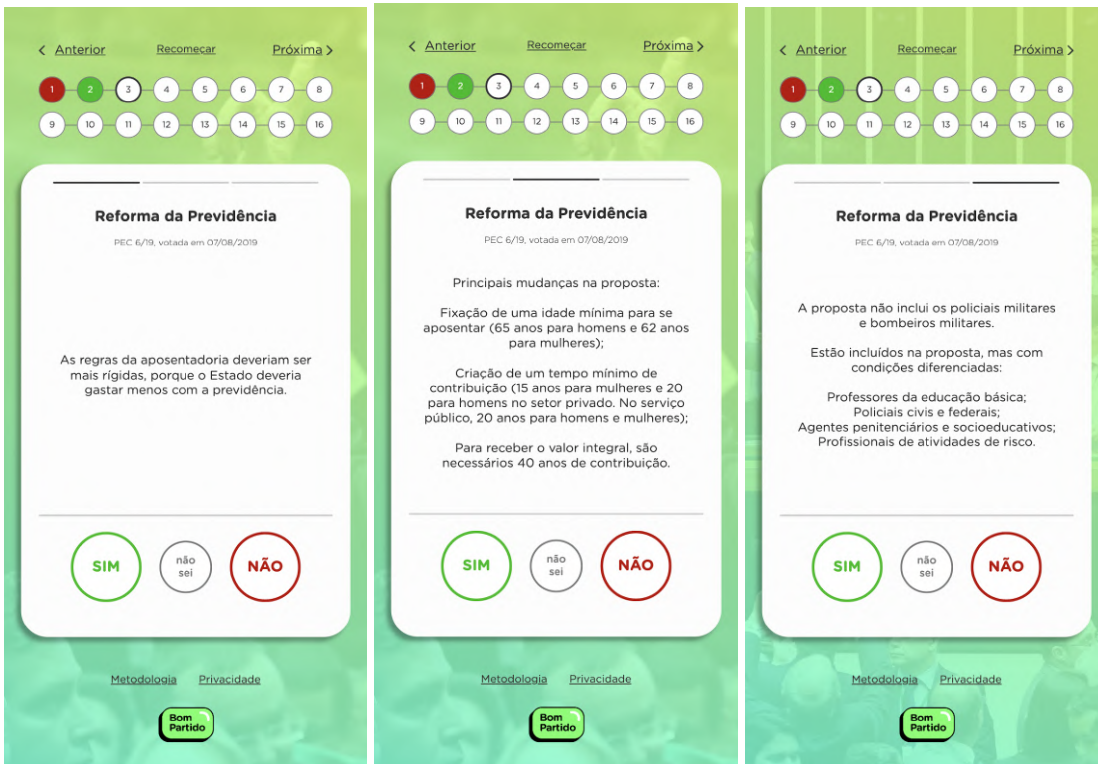 < Anterior Recomeçar Próxima >
1 2 3 4 5 6 7 8
9 10 11 12 13 14 15 16
Reforma da Previdência
PEC 6/19, votada em 07/08/2019
As regras da aposentadoria deveriam ser
mais rígidas, porque o Estado deveria
gastar menos com a previdência.
SIM
não
sei
NÃO
Metodologia Privacidade
Bom
Partido
< Anterior Recomeçar Próxima >
1 2 3 4 5 6 7 8
9 10 11 12 13 14 15 16
Reforma da Previdência
PEC 6/19, votada em 07/08/2019
Principais mudanças na proposta:
Fixação de uma idade mínima para se
aposentar (65 anos para homens e 62 anos
para mulheres);
Criação de um tempo mínimo de
contribuição (15 anos para mulheres e 20
para homens no setor privado. No serviço
público, 20 anos para homens e mulheres);
Para receber o valor integral, são
necessários 40 anos de contribuição.
SIM
não
sei
NÃO
Metodologia Privacidade
Bom
Partido
< Anterior Recomeçar Próxima >
1 2 3 4 5 6 7 8
9 10 11 12 13 14 15 16
Reforma da Previdência
PEC 6/19, votada em 07/08/2019
A proposta não inclui os policiais militares
e bombeiros militares.
Estão incluídos na proposta, mas com
condições diferenciadas:
Professores da educação básica;
Policiais civis e federais;
Agentes penitenciários e socioeducativos;
Profissionais de atividades de risco.
SIM
não
sei
NÃO
Metodologia Privacidade
Bom
Partido